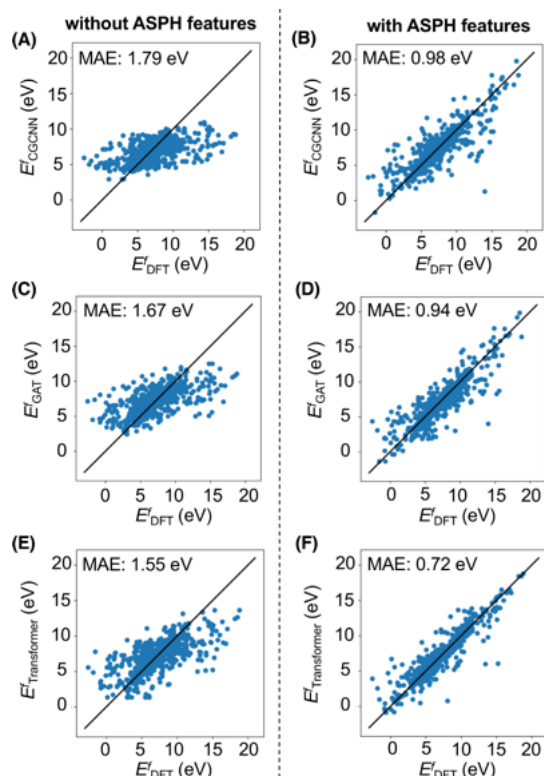 without ASPH features
with ASPH features
(A)
MAE: 1.79 eV
20
15
10
5
0
E^f_CGCNN (eV)
0 5 10 15 20
E^f_DFT (eV)
(B)
MAE: 0.98 eV
20
15
10
5
0
E^f_CGCNN (eV)
0 5 10 15 20
E^f_DFT (eV)
(C)
MAE: 1.67 eV
20
15
10
5
0
E^f_GAT (eV)
0 5 10 15 20
E^f_DFT (eV)
(D)
MAE: 0.94 eV
20
15
10
5
0
E^f_GAT (eV)
0 5 10 15 20
E^f_DFT (eV)
(E)
MAE: 1.55 eV
20
15
10
5
0
E^f_Transformer (eV)
0 5 10 15 20
E^f_DFT (eV)
(F)
MAE: 0.72 eV
20
15
10
5
0
E^f_Transformer (eV)
0 5 10 15 20
E^f_DFT (eV)